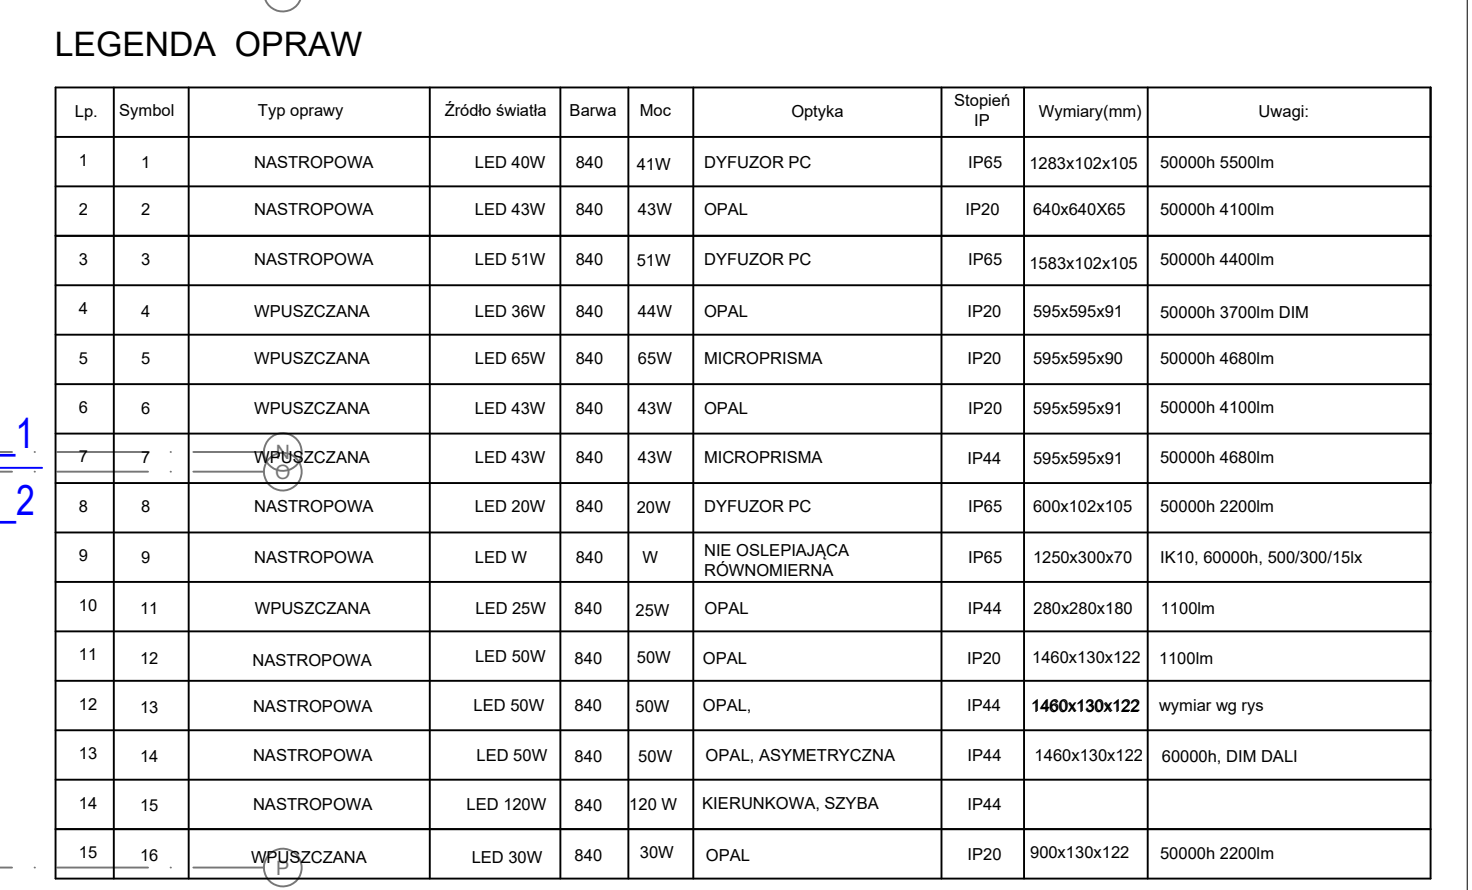 LEGENDA OPRAW
Lp. Symbol Typ oprawy Źródło światła Barwa Moc Optyka Stopień IP Wymiary(mm) Uwagi:
1 1 NASTROPOWA LED 40W 840 41W DYFUZOR PC IP65 1283x102x105 50000h 5500lm
2 2 NASTROPOWA LED 43W 840 43W OPAL IP20 640x640X65 50000h 4100lm
3 3 NASTROPOWA LED 51W 840 51W DYFUZOR PC IP65 1583x102x105 50000h 4400lm
4 4 WPUSZCZANA LED 36W 840 44W OPAL IP20 595x595x91 50000h 3700lm DIM
5 5 WPUSZCZANA LED 65W 840 65W MICROPRISMA IP20 595x595x90 50000h 4680lm
6 6 WPUSZCZANA LED 43W 840 43W OPAL IP20 595x595x91 50000h 4100lm
_1
N
7 7 WPUSZCZANA LED 43W 840 43W MICROPRISMA IP44 595x595x91 50000h 4680lm
O
_2
8 8 NASTROPOWA LED 20W 840 20W DYFUZOR PC IP65 600x102x105 50000h 2200lm
9 9 NASTROPOWA LED W 840 W NIE OSLEPIAJĄCA RÓWNOMIERNA IP65 1250x300x70 IK10, 60000h, 500/300/15lx
10 11 WPUSZCZANA LED 25W 840 25W OPAL IP44 280x280x180 1100lm
11 12 NASTROPOWA LED 50W 840 50W OPAL IP20 1460x130x122 1100lm
12 13 NASTROPOWA LED 50W 840 50W OPAL, IP44 1460x130x122 wymiar wg rys
13 14 NASTROPOWA LED 50W 840 50W OPAL, ASYMETRYCZNA IP44 1460x130x122 60000h, DIM DALI
14 15 NASTROPOWA LED 120W 840 120 W KIERUNKOWA, SZYBA IP44
15 16 WPUSZCZANA LED 30W 840 30W OPAL IP20 900x130x122 50000h 2200lm
P